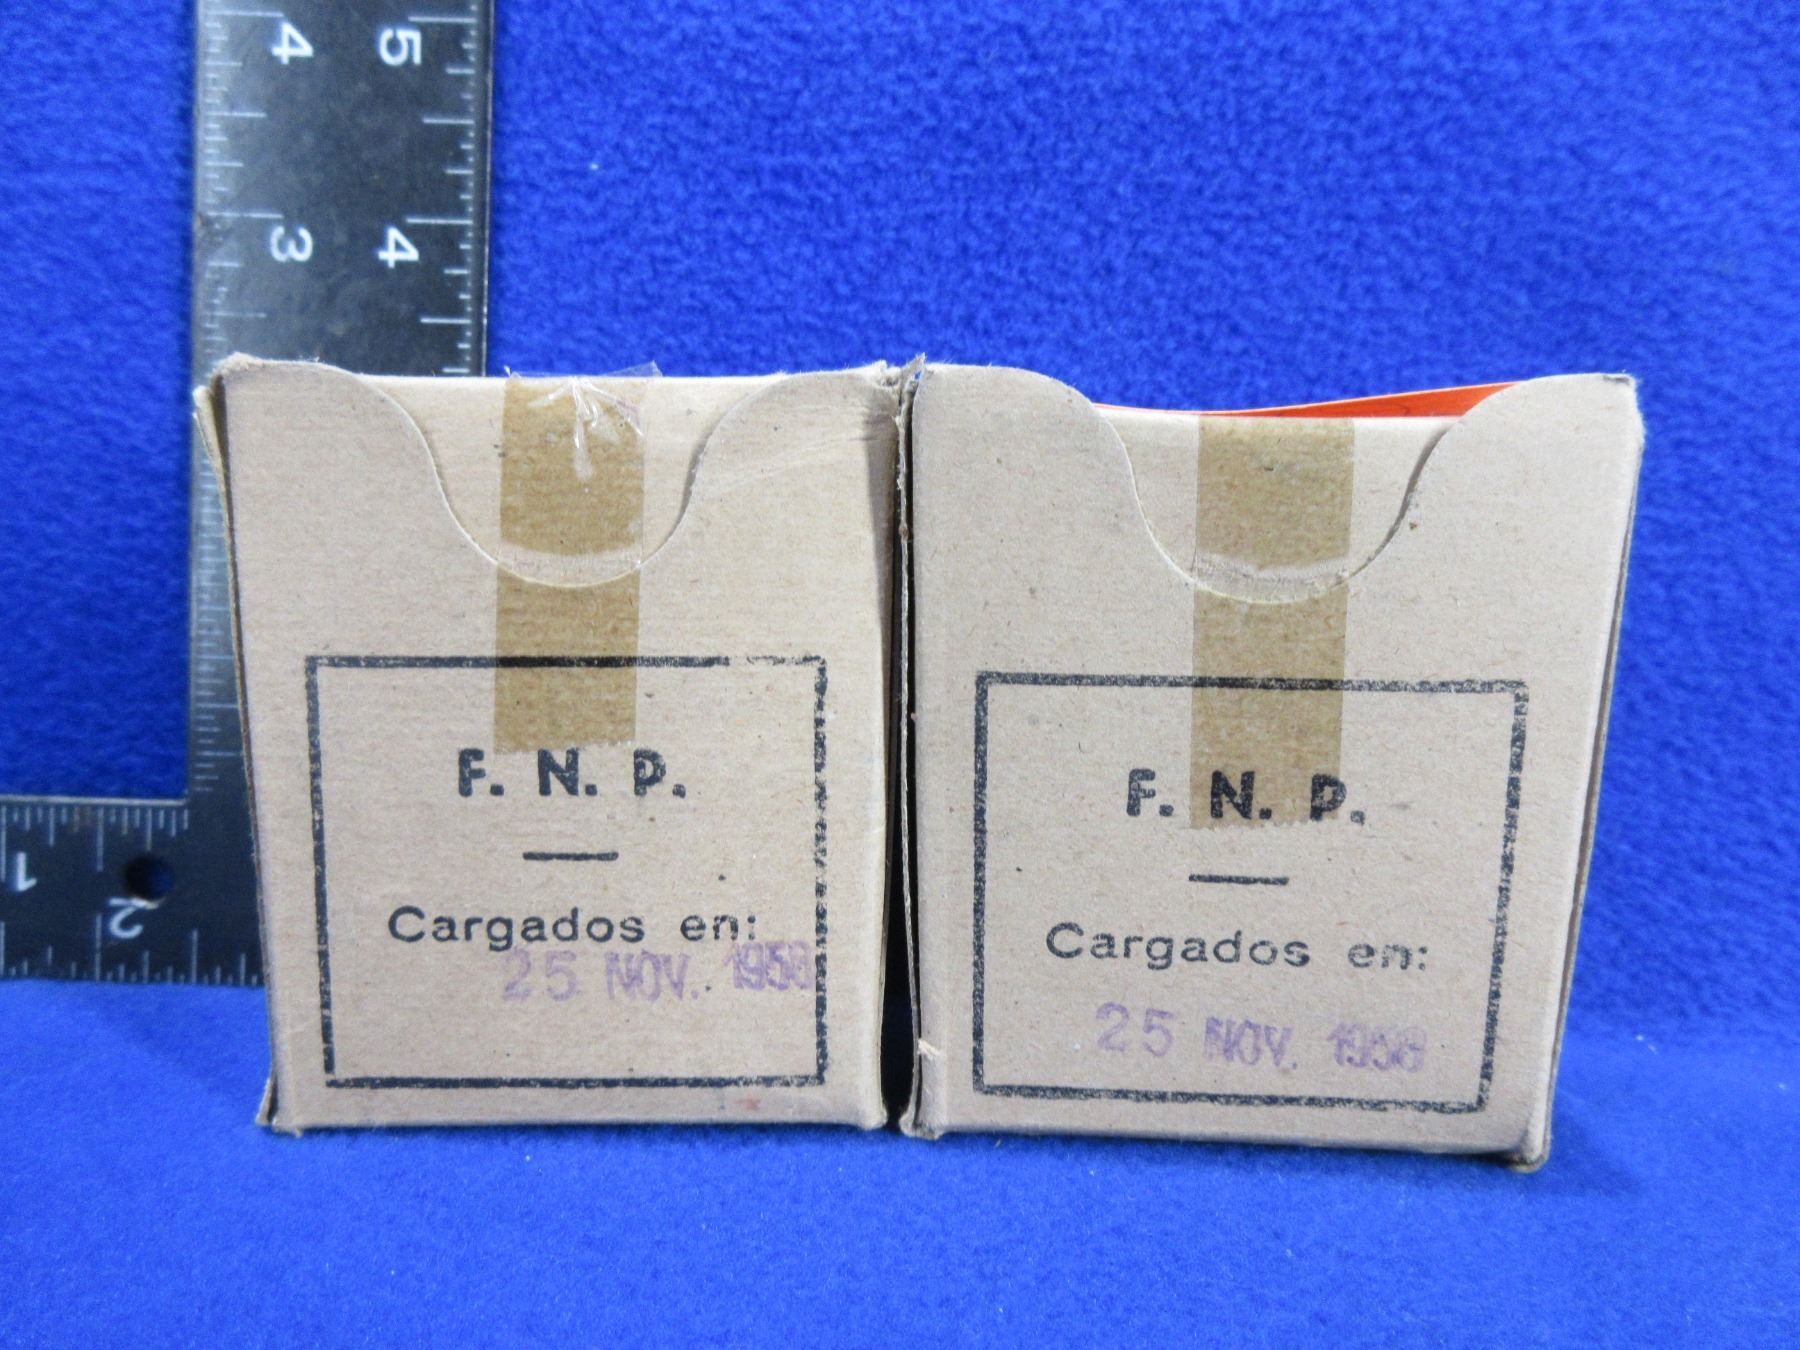 4 5
3 4
1
2
F. N. P.
Cargados en:
25 NOV. 1958
F. N. P.
Cargados en:
25 NOV. 1958